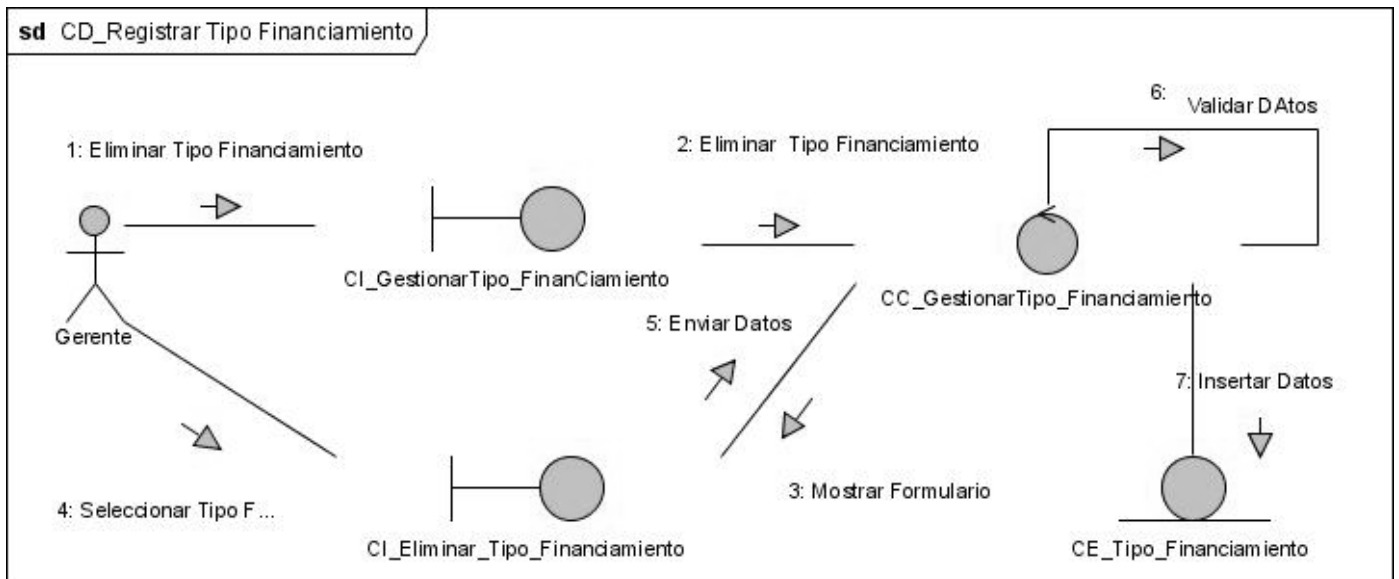 sd CD_Registrar Tipo Financiamiento
6:
Validar DAtos
1: Eliminar Tipo Financiamiento
2: Eliminar Tipo Financiamiento
CI_GestionarTipo_FinanCiamiento
CC_GestionarTipo_Financiamiento
Gerente
5: Enviar Datos
7: Insertar Datos
4: Seleccionar Tipo F...
3: Mostrar Formulario
CI_Eliminar_Tipo_Financiamiento
CE_Tipo_Financiamiento